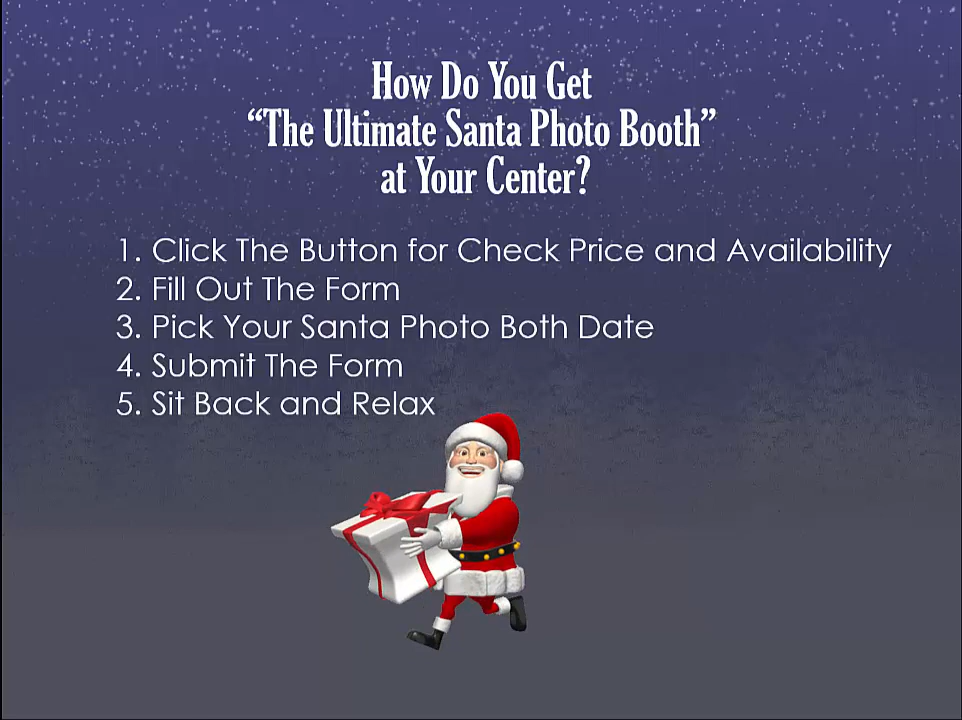 How Do You Get
“The Ultimate Santa Photo Booth”
at Your Center?
1. Click The Button for Check Price and Availability
2. Fill Out The Form
3. Pick Your Santa Photo Both Date
4. Submit The Form
5. Sit Back and Relax